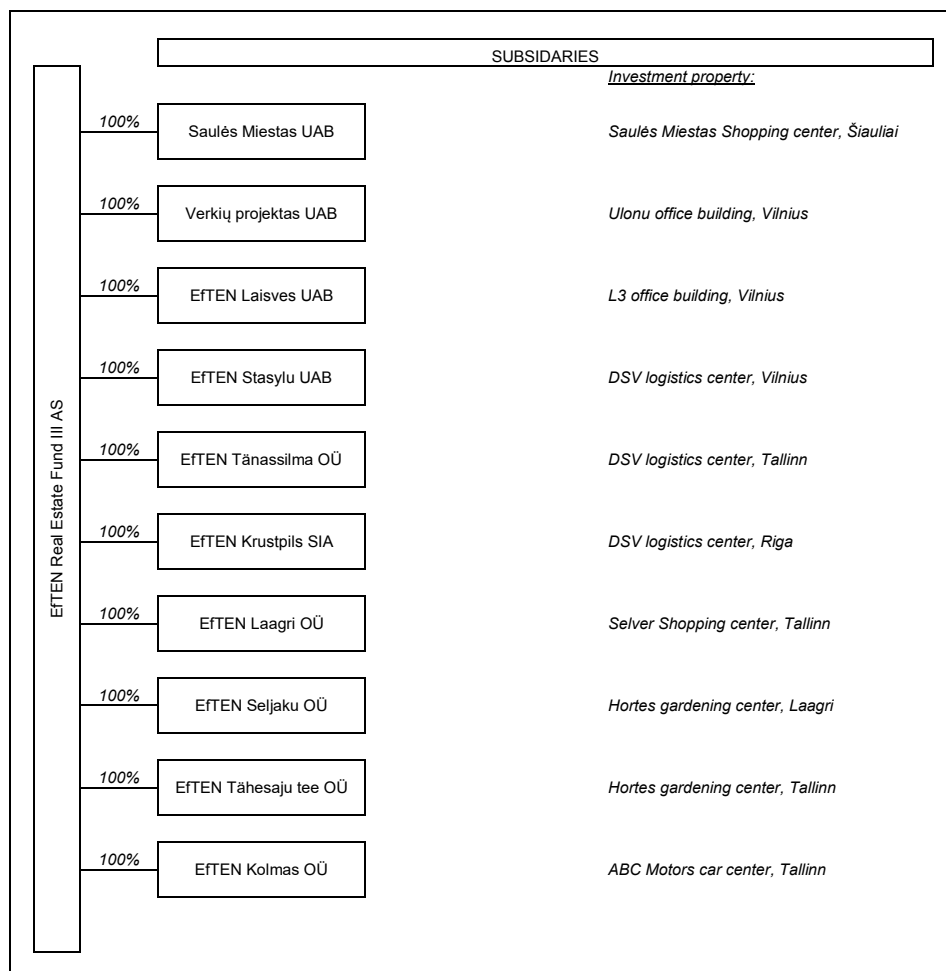 SUBSIDARIES
Investment property:
EfTEN Real Estate Fund III AS
100%
Saulės Miestas UAB
Saulės Miestas Shopping center, Šiauliai
100%
Verkių projektas UAB
Ulonu office building, Vilnius
100%
EfTEN Laisves UAB
L3 office building, Vilnius
100%
EfTEN Stasylu UAB
DSV logistics center, Vilnius
100%
EfTEN Tänassilma OÜ
DSV logistics center, Tallinn
100%
EfTEN Krustpils SIA
DSV logistics center, Riga
100%
EfTEN Laagri OÜ
Selver Shopping center, Tallinn
100%
EfTEN Seljaku OÜ
Hortes gardening center, Laagri
100%
EfTEN Tähesaju tee OÜ
Hortes gardening center, Tallinn
100%
EfTEN Kolmas OÜ
ABC Motors car center, Tallinn